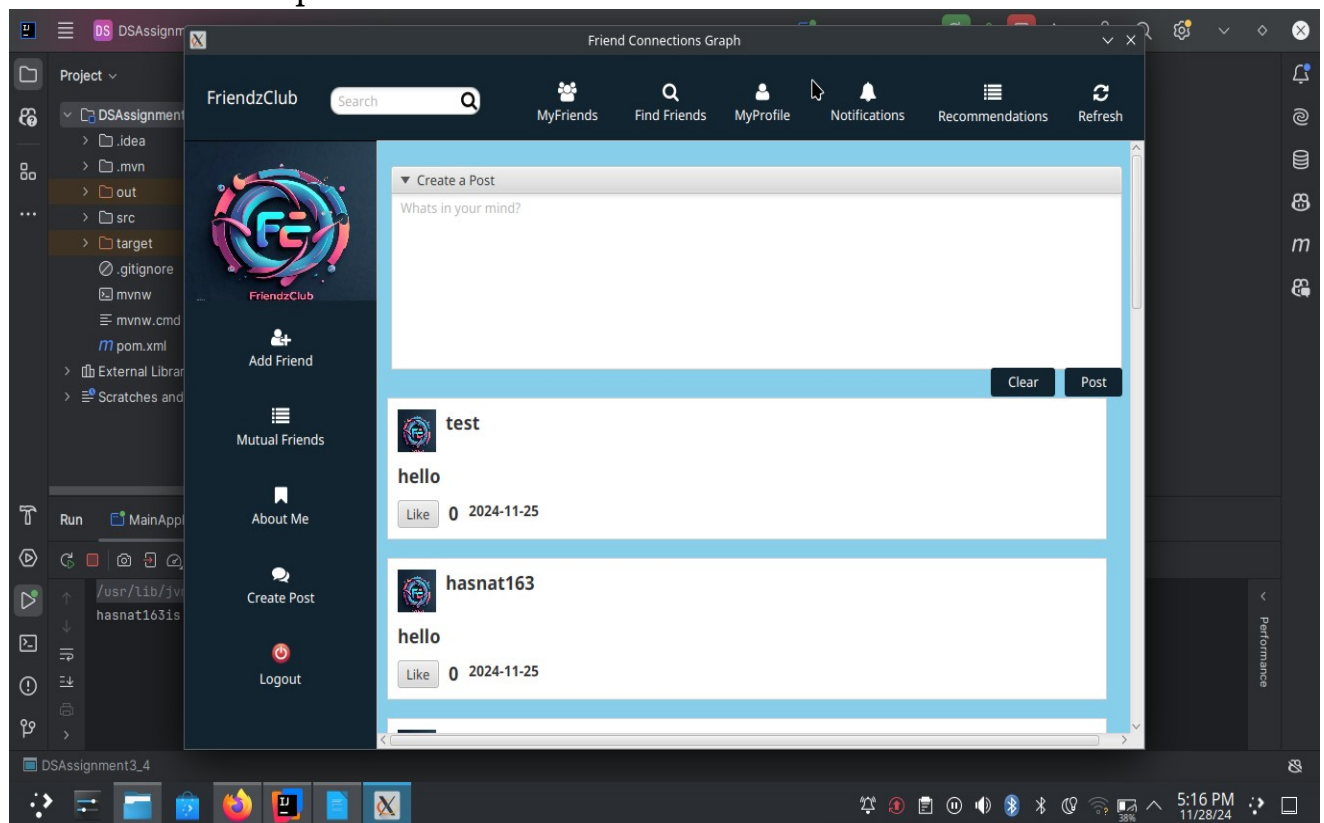 DS DSAssignm
Friend Connections Graph
Project
FriendzClub
Search
MyFriends
Find Friends
MyProfile
Notifications
Recommendations
Refresh
DSAssignment
.idea
.mvn
out
src
target
.gitignore
mvnw
mvnw.cmd
m pom.xml
External Librar
Scratches and
FE
FriendzClub
Add Friend
Mutual Friends
About Me
Create Post
Logout
Create a Post
Whats in your mind?
Clear
Post
test
hello
Like 0 2024-11-25
hasnat163
hello
Like 0 2024-11-25
Run MainAppl
/usr/lib/jv
hasnat163is
Performance
m
DSAssignment3_4
38%
5:16 PM
11/28/24